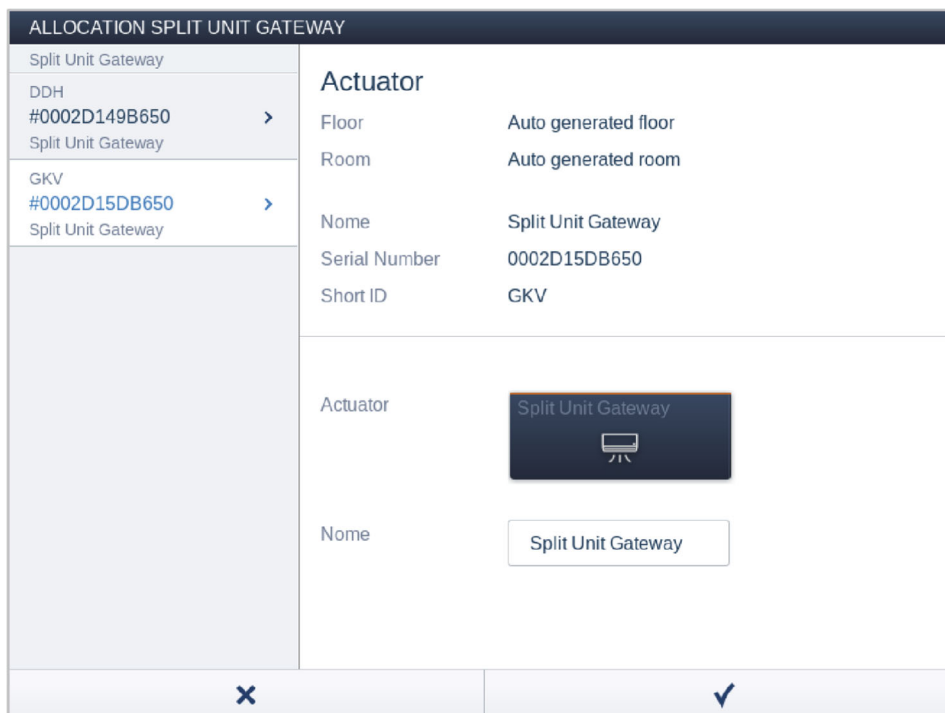 ALLOCATION SPLIT UNIT GATEWAY
Split Unit Gateway
DDH
#0002D149B650
Split Unit Gateway
GKV
#0002D15DB650
Split Unit Gateway
Actuator
Floor Auto generated floor
Room Auto generated room
Nome Split Unit Gateway
Serial Number 0002D15DB650
Short ID GKV
Actuator Split Unit Gateway
Nome Split Unit Gateway